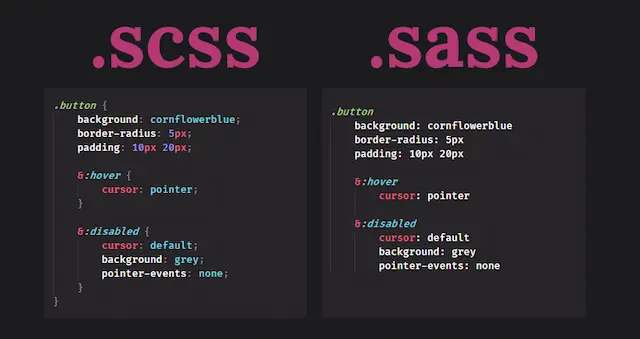 .scss
.button {
    background: cornflowerblue;
    border-radius: 5px;
    padding: 10px 20px;
    &:hover {
        cursor: pointer;
    }
    &:disabled {
        cursor: default;
        background: grey;
        pointer-events: none;
    }
}
.sass
.button
    background: cornflowerblue
    border-radius: 5px
    padding: 10px 20px
    &:hover
        cursor: pointer
    &:disabled
        cursor: default
        background: grey
        pointer-events: none